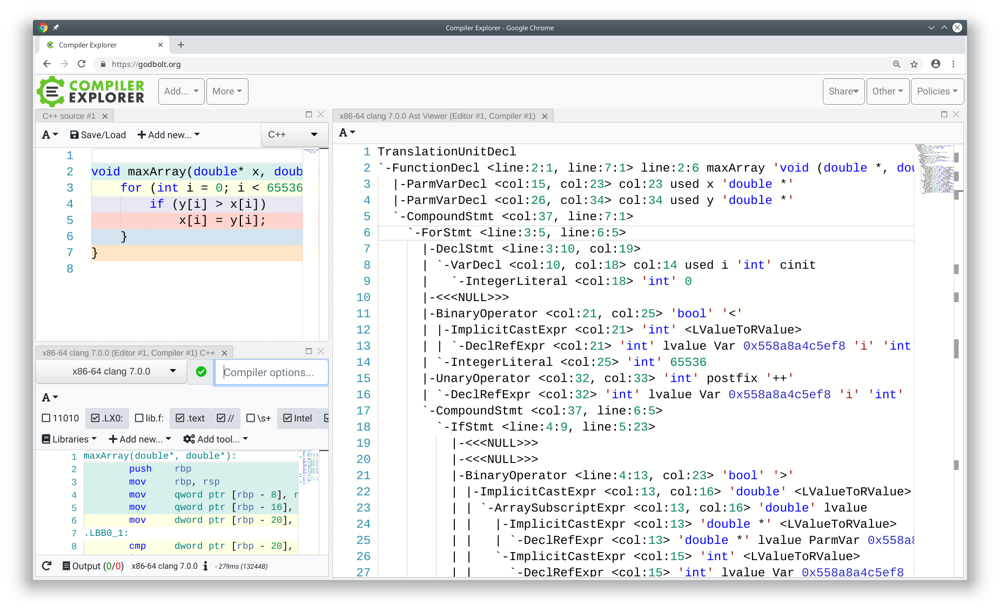 Compiler Explorer - Google Chrome
Compiler Explorer
https://godbolt.org
COMPILER
EXPLORER
Add...
More
Share
Other
Policies
C++ source #1
A
Save/Load
Add new...
C++
1
2 void maxArray(double* x, doub
3     for (int i = 0; i < 65536
4         if (y[i] > x[i])
5             x[i] = y[i];
6     }
7 }
8
x86-64 clang 7.0.0 (Editor #1, Compiler #1) C++
x86-64 clang 7.0.0
Compiler options...
A
11010
.LX0:
lib.f:
.text
//
\s+
Intel
Libraries
Add new...
Add tool...
1 maxArray(double*, double*):
2         push    rbp
3         mov     rbp, rsp
4         mov     qword ptr [rbp - 8], r
5         mov     qword ptr [rbp - 16],
6         mov     dword ptr [rbp - 20],
7 .LBB0_1:
8         cmp     dword ptr [rbp - 20],
Output (0/0) x86-64 clang 7.0.0 - 279ms (13244B)
x86-64 clang 7.0.0 Ast Viewer (Editor #1, Compiler #1)
A
1 TranslationUnitDecl
2 `-FunctionDecl <line:2:1, line:7:1> line:2:6 maxArray 'void (double *, dou
3   |-ParmVarDecl <col:15, col:23> col:23 used x 'double *'
4   |-ParmVarDecl <col:26, col:34> col:34 used y 'double *'
5   `-CompoundStmt <col:37, line:7:1>
6     `-ForStmt <line:3:5, line:6:5>
7       |-DeclStmt <line:3:10, col:19>
8       | `-VarDecl <col:10, col:18> col:14 used i 'int' cinit
9       |   `-IntegerLiteral <col:18> 'int' 0
10       |-<<<NULL>>>
11       |-BinaryOperator <col:21, col:25> 'bool' '<'
12       | |-ImplicitCastExpr <col:21> 'int' <LValueToRValue>
13       | | `-DeclRefExpr <col:21> 'int' lvalue Var 0x558a8a4c5ef8 'i' 'int'
14       | `-IntegerLiteral <col:25> 'int' 65536
15       |-UnaryOperator <col:32, col:33> 'int' postfix '++'
16       | `-DeclRefExpr <col:32> 'int' lvalue Var 0x558a8a4c5ef8 'i' 'int'
17       `-CompoundStmt <col:37, line:6:5>
18         `-IfStmt <line:4:9, line:5:23>
19           |-<<<NULL>>>
20           |-<<<NULL>>>
21           |-BinaryOperator <line:4:13, col:23> 'bool' '>'
22           | |-ImplicitCastExpr <col:13, col:16> 'double' <LValueToRValue>
23           | | `-ArraySubscriptExpr <col:13, col:16> 'double' lvalue
24           | |   |-ImplicitCastExpr <col:13> 'double *' <LValueToRValue>
25           | |   | `-DeclRefExpr <col:13> 'double *' lvalue ParmVar 0x558a8
26           | |   `-ImplicitCastExpr <col:15> 'int' <LValueToRValue>
27           | |     `-DeclRefExpr <col:15> 'int' lvalue Var 0x558a8a4c5ef8